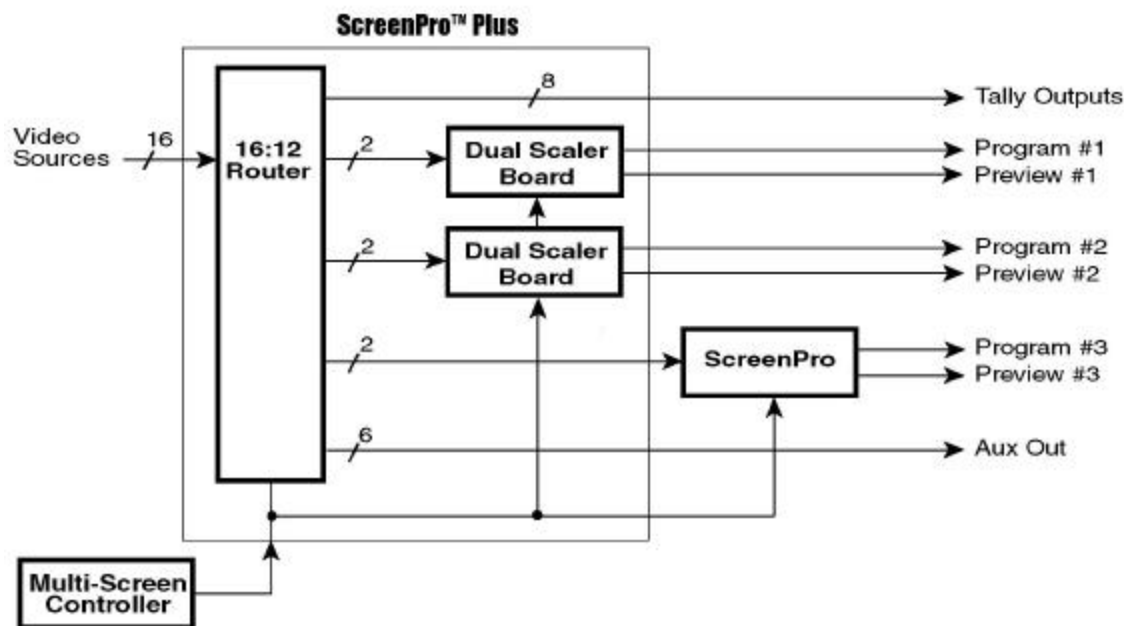 ScreenPro™ Plus
8
Tally Outputs
Video
Sources
16
16:12
Router
2
Dual Scaler
Board
Program #1
Preview #1
2
Dual Scaler
Board
Program #2
Preview #2
2
ScreenPro
Program #3
Preview #3
6
Aux Out
Multi-Screen
Controller